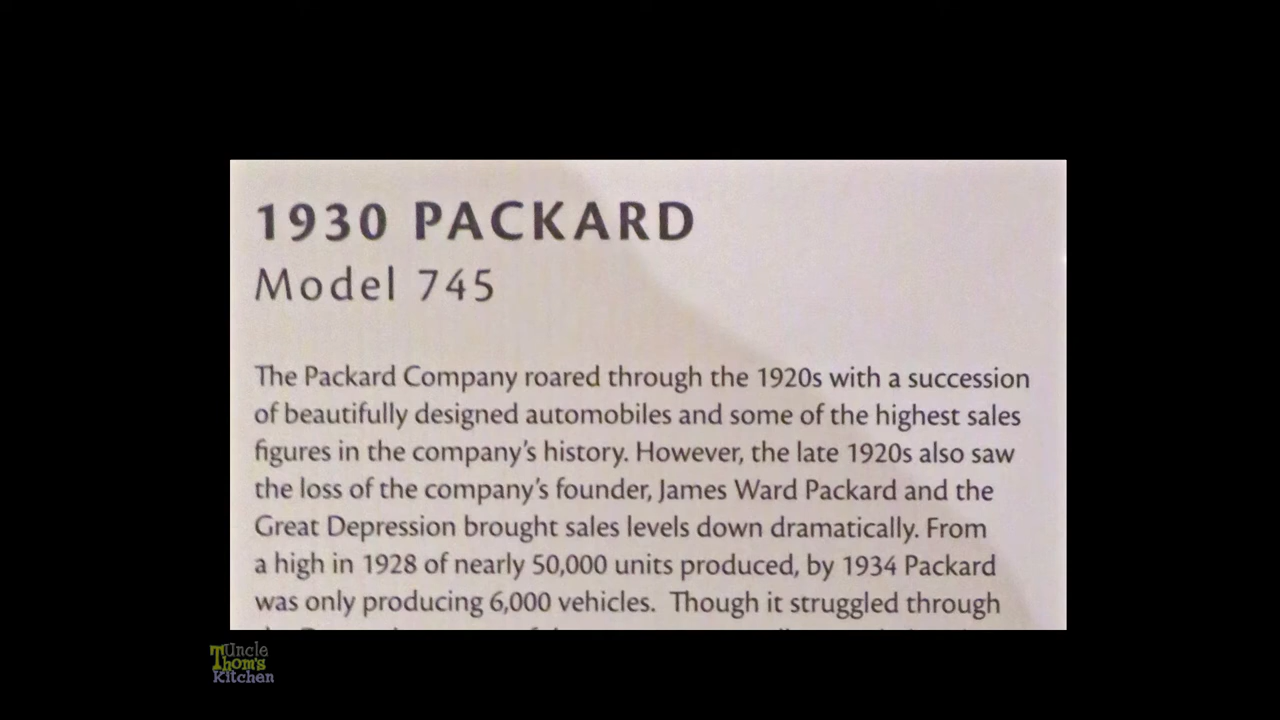 1930 PACKARD
Model 745
The Packard Company roared through the 1920s with a succession
of beautifully designed automobiles and some of the highest sales
figures in the company's history. However, the late 1920s also saw
the loss of the company's founder, James Ward Packard and the
Great Depression brought sales levels down dramatically. From
a high in 1928 of nearly 50,000 units produced, by 1934 Packard
was only producing 6,000 vehicles.  Though it struggled through
Uncle
Thom's
Kitchen